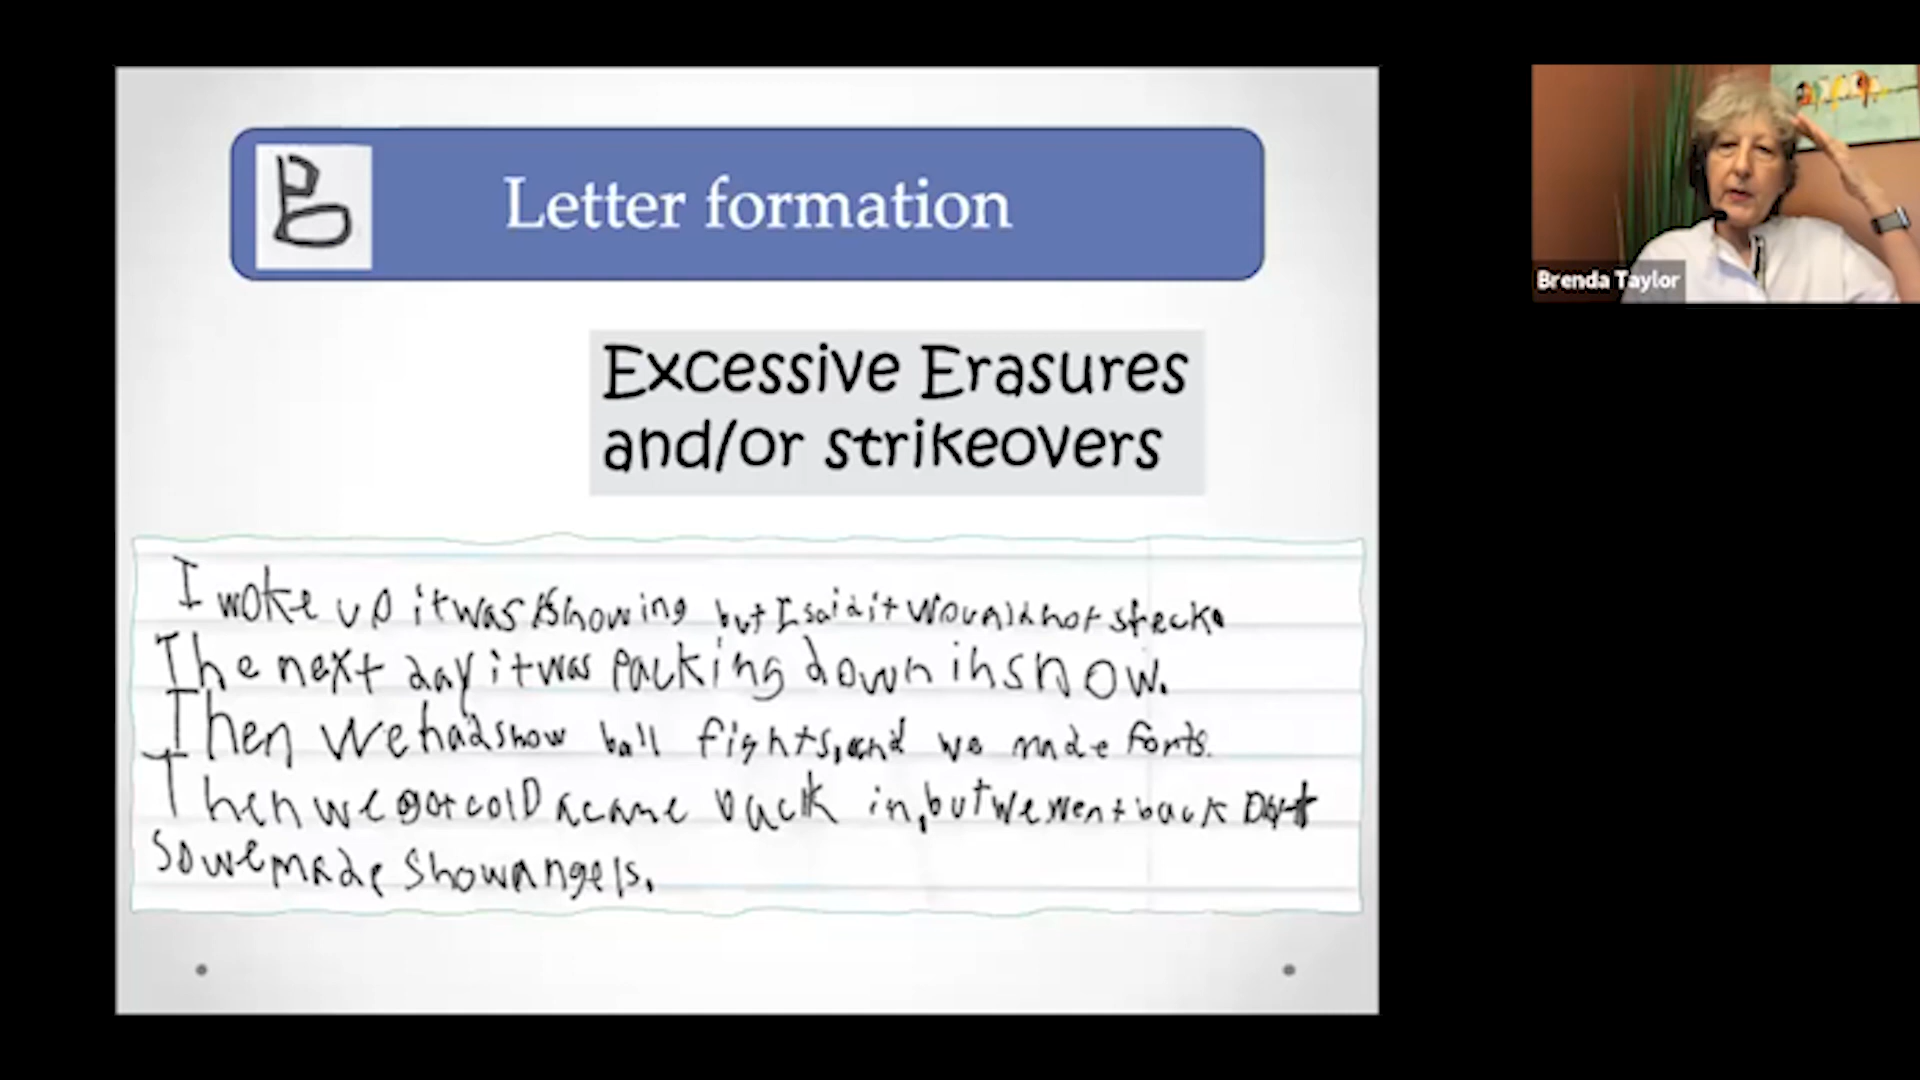 B Letter formation
Excessive Erasures
and/or strikeovers
I woke up it was snowing but I said it would not steck.
The next day it was packing down in snow.
Then we had snow ball fights, and we made forts.
Then we got cold a came back in, but we went back out
So we made snow angels.
Brenda Taylor